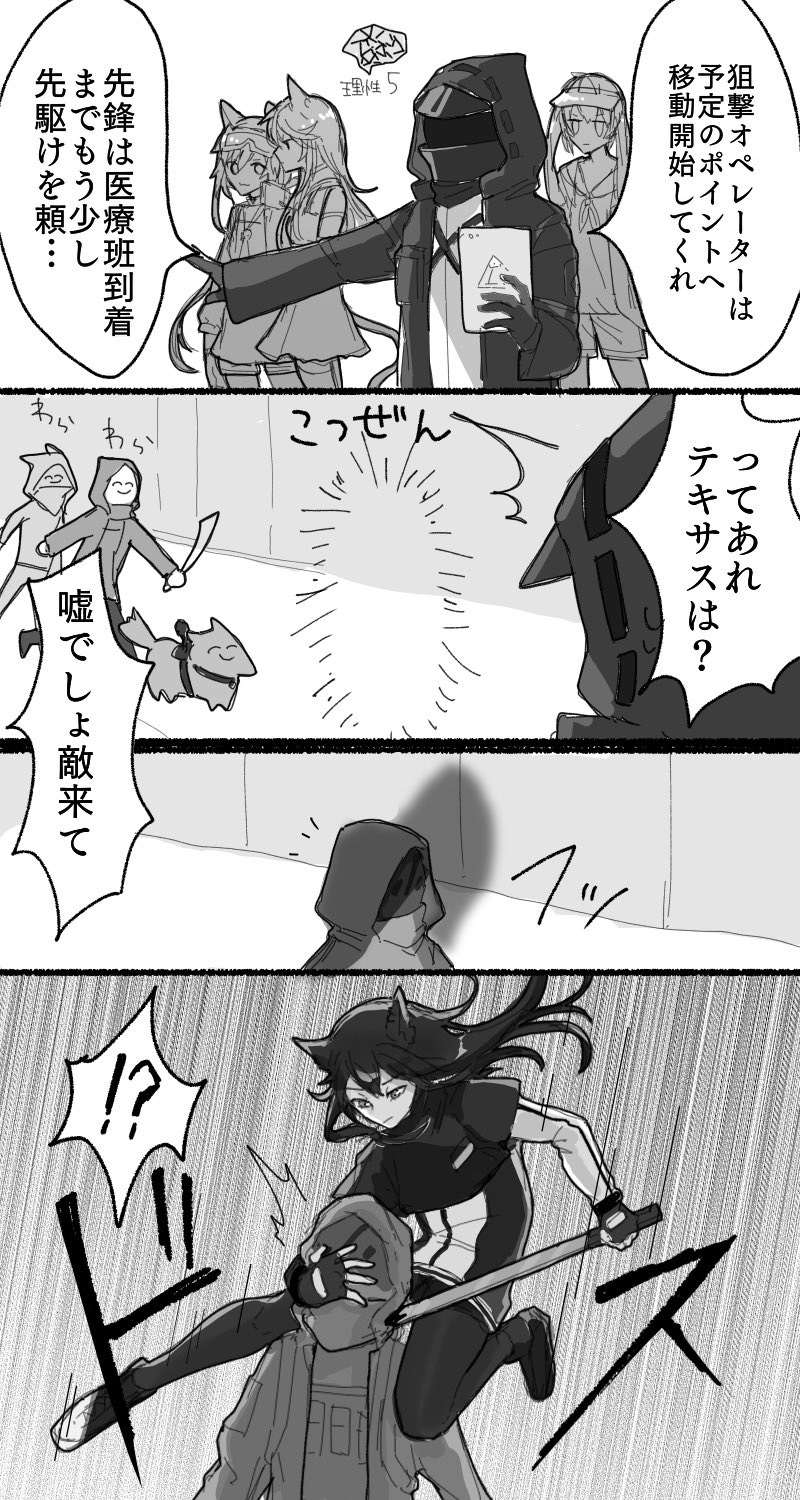 狙撃オペレーターは
予定のポイントへ
移動開始してくれ
理性5
先鋒は医療班到着
までもう少し
先駆けを頼…
ってあれ
テキサスは？
こつぜん
わら
わら
嘘でしょ敵来て
フッ
!?
ドス